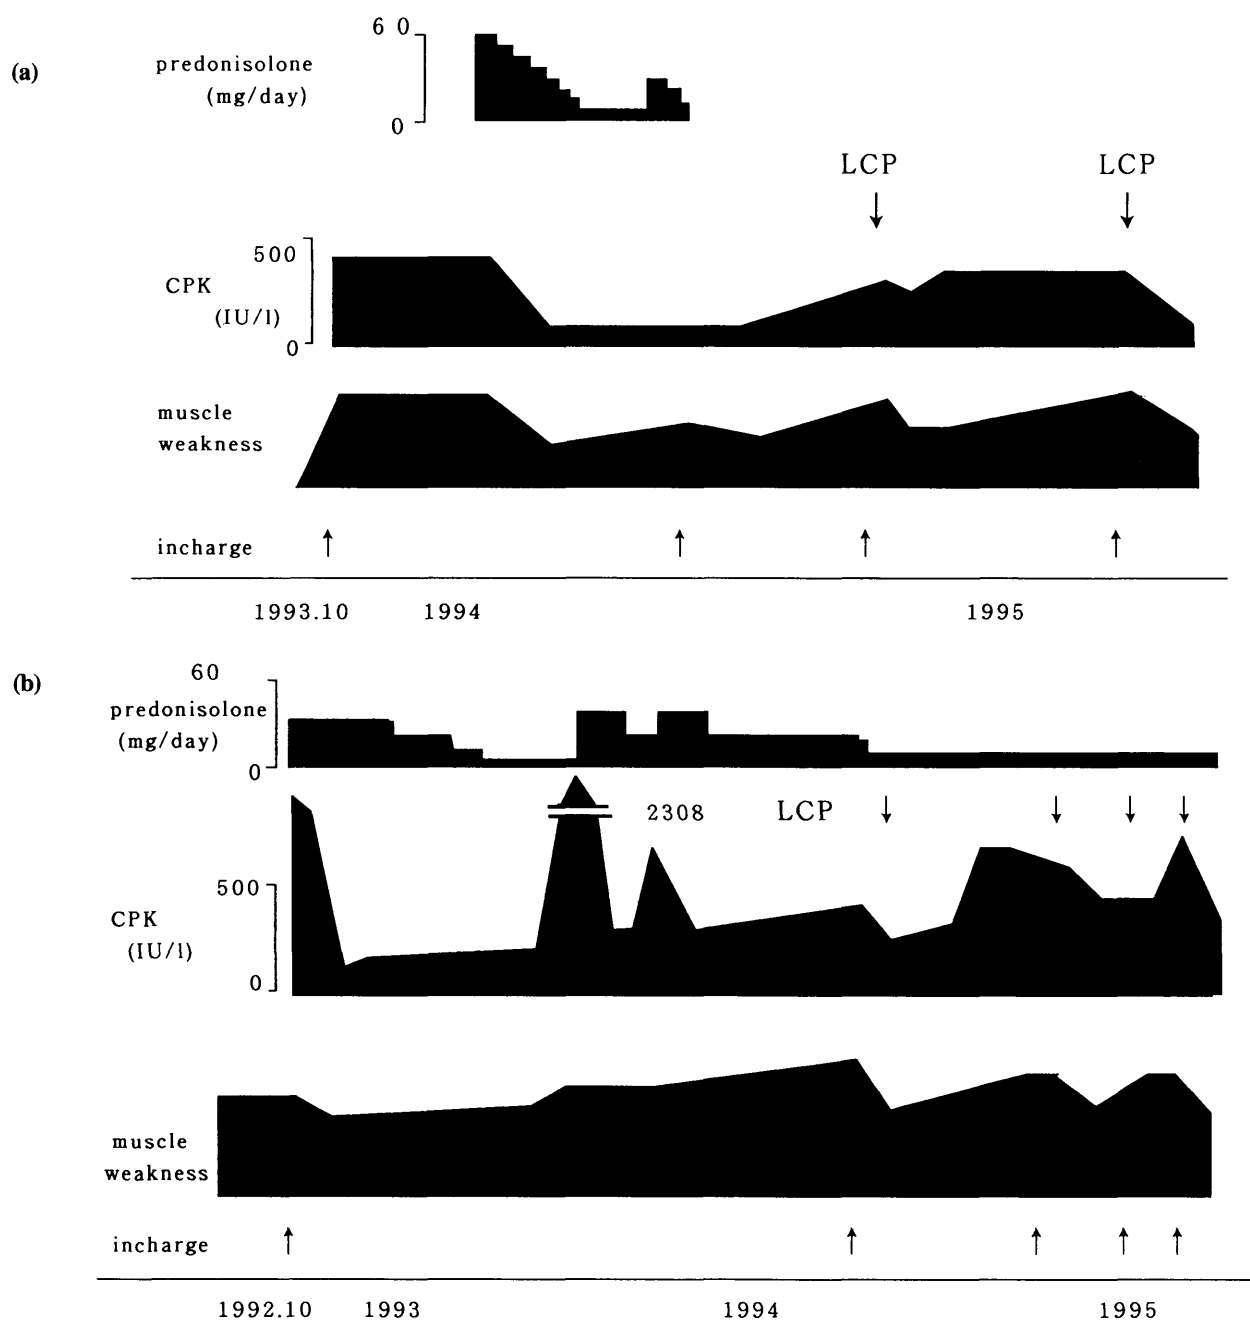 (a)
predonisolone
(mg/day)
6 0
0
LCP LCP
CPK
(IU/l)
500
0
muscle
weakness
incharge
1993.10 1994 1995
(b)
predonisolone
(mg/day)
60
0
2308 LCP
CPK
(IU/l)
500
0
muscle
weakness
incharge
1992.10 1993 1994 1995